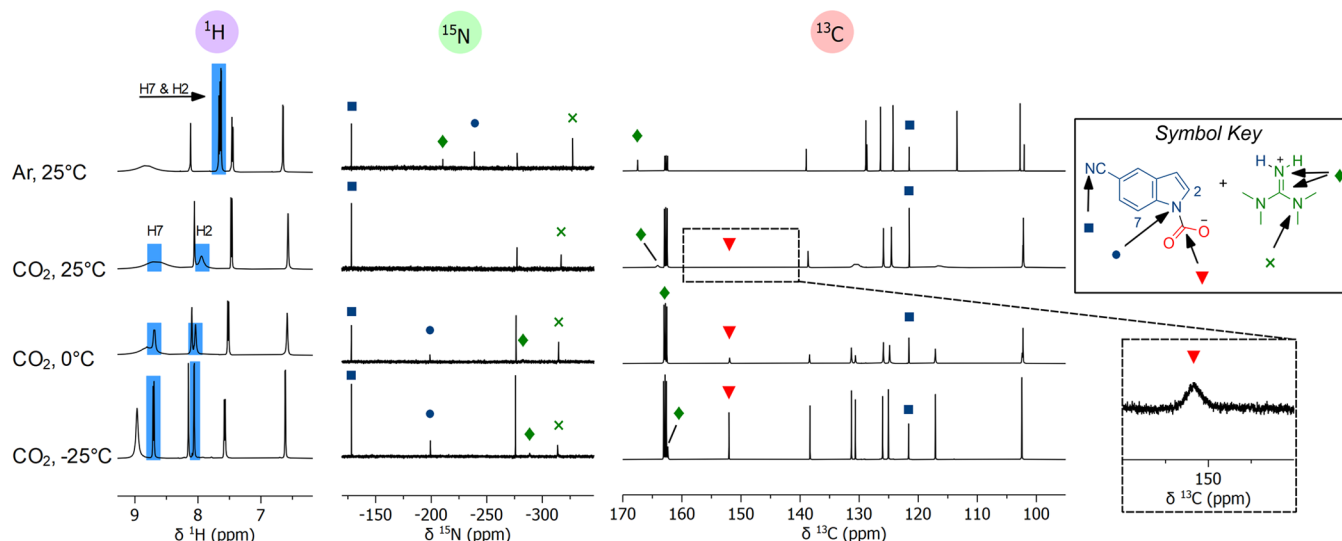 ¹H
¹⁵N
¹³C
H7 & H2
Ar, 25°C
H7
H2
CO₂, 25°C
CO₂, 0°C
CO₂, -25°C
9 8 7
δ ¹H (ppm)
-150 -200 -250 -300
δ ¹⁵N (ppm)
170 160 150 140 130 120 110 100
δ ¹³C (ppm)
Symbol Key
NC
2
N
7
O
O⁻
+
H N⁺ H
N N
150
δ ¹³C (ppm)